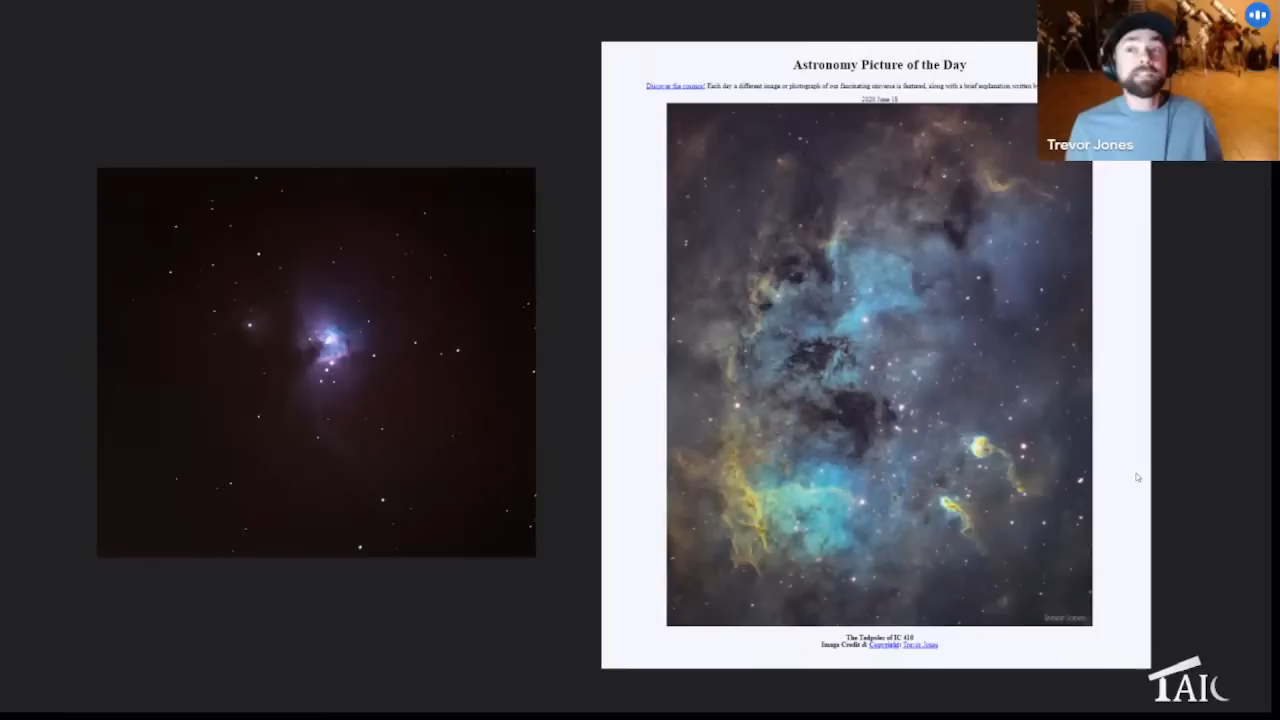 Astronomy Picture of the Day
Discover the cosmos! Each day a different image or photograph of our fascinating universe is featured, along with a brief explanation written
2020 June 18
Trevor Jones
Trevor Jones
The Tadpoles of IC 410
Image Credit & Copyright: Trevor Jones
TAIC